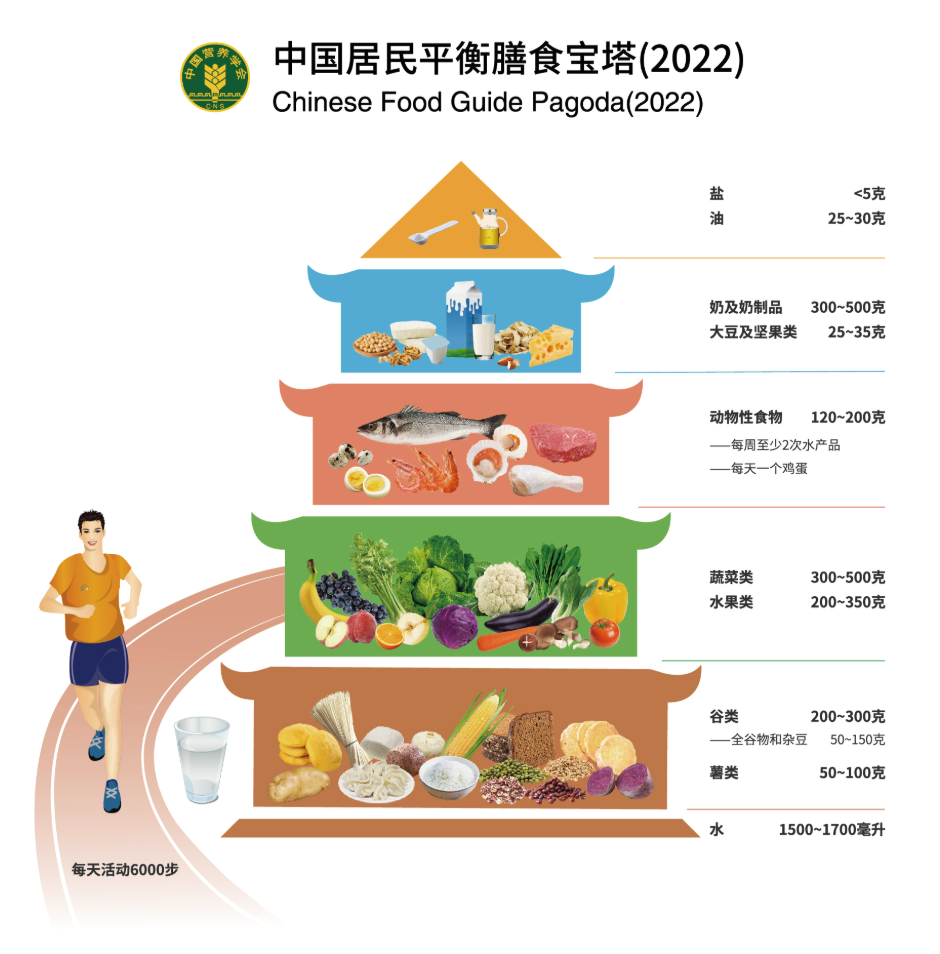 中国营养学会
C·N·S
中国居民平衡膳食宝塔(2022)
Chinese Food Guide Pagoda(2022)
盐 <5克
油 25~30克
奶及奶制品 300~500克
大豆及坚果类 25~35克
动物性食物 120~200克
——每周至少2次水产品
——每天一个鸡蛋
蔬菜类 300~500克
水果类 200~350克
谷类 200~300克
——全谷物和杂豆 50~150克
薯类 50~100克
水 1500~1700毫升
每天活动6000步